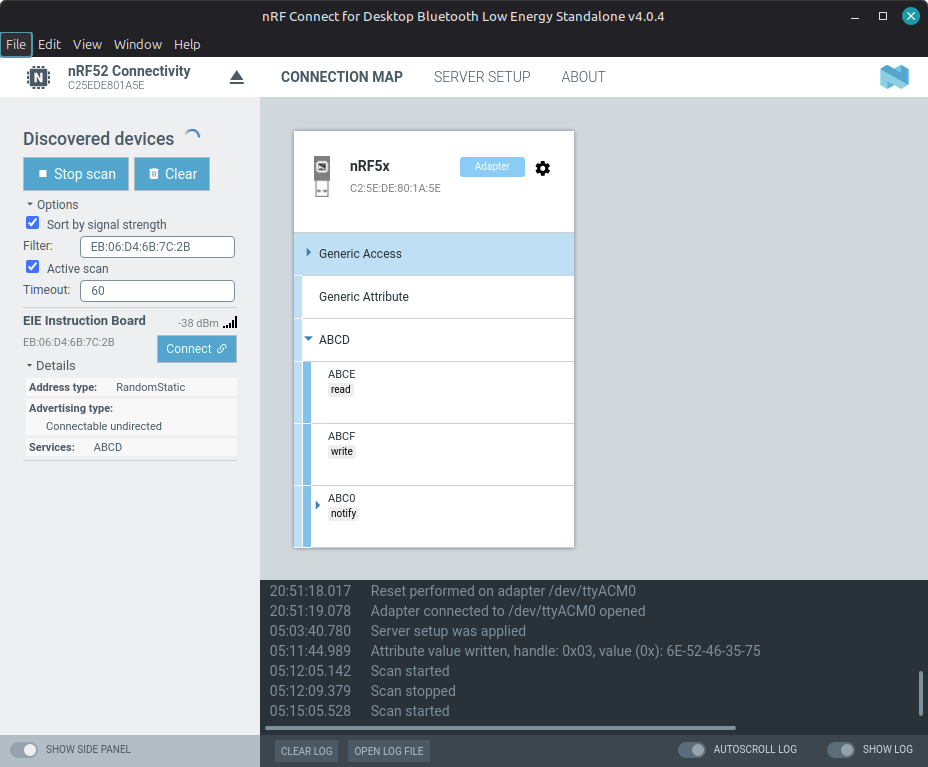 nRF Connect for Desktop Bluetooth Low Energy Standalone v4.0.4
File Edit View Window Help
nRF52 Connectivity
C25EDE801A5E
CONNECTION MAP SERVER SETUP ABOUT
Discovered devices
Stop scan Clear
Options
Sort by signal strength
Filter: EB:06:D4:6B:7C:2B
Active scan
Timeout: 60
EIE Instruction Board -38 dBm
EB:06:D4:6B:7C:2B Connect
Details
Address type: RandomStatic
Advertising type:
Connectable undirected
Services: ABCD
nRF5x Adapter
C2:5E:DE:80:1A:5E
Generic Access
Generic Attribute
ABCD
ABCE
read
ABCF
write
ABC0
notify
20:51:18.017 Reset performed on adapter /dev/ttyACM0
20:51:19.078 Adapter connected to /dev/ttyACM0 opened
05:03:40.780 Server setup was applied
05:11:44.989 Attribute value written, handle: 0x03, value (0x): 6E-52-46-35-75
05:12:05.142 Scan started
05:12:09.379 Scan stopped
05:15:05.528 Scan started
SHOW SIDE PANEL CLEAR LOG OPEN LOG FILE AUTOSCROLL LOG SHOW LOG